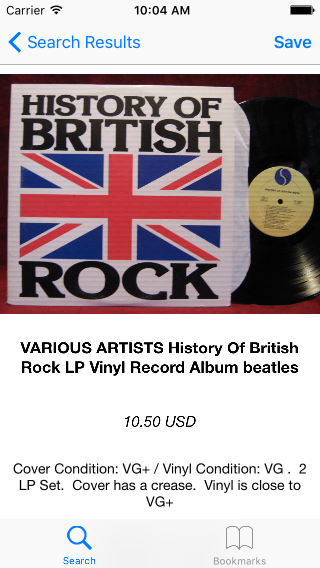 Carrier 10:04 AM
Search Results Save
HISTORY OF
BRITISH
ROCK
VARIOUS ARTISTS History Of British
Rock LP Vinyl Record Album beatles
10.50 USD
Cover Condition: VG+ / Vinyl Condition: VG . 2
LP Set. Cover has a crease. Vinyl is close to
VG+
Search Bookmarks